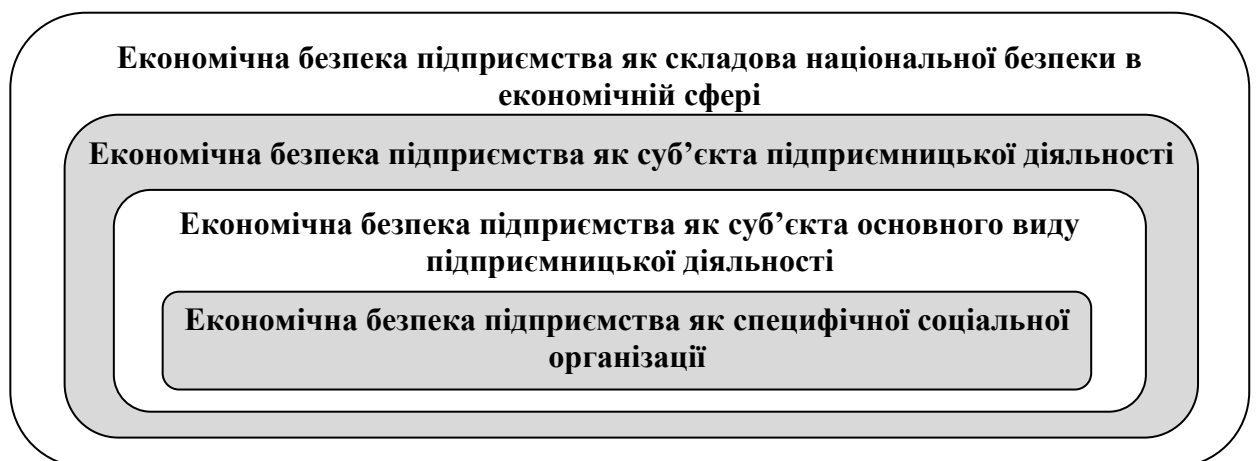 Економічна безпека підприємства як складова національної безпеки в
економічній сфері
Економічна безпека підприємства як суб’єкта підприємницької діяльності
Економічна безпека підприємства як суб’єкта основного виду
підприємницької діяльності
Економічна безпека підприємства як специфічної соціальної
організації